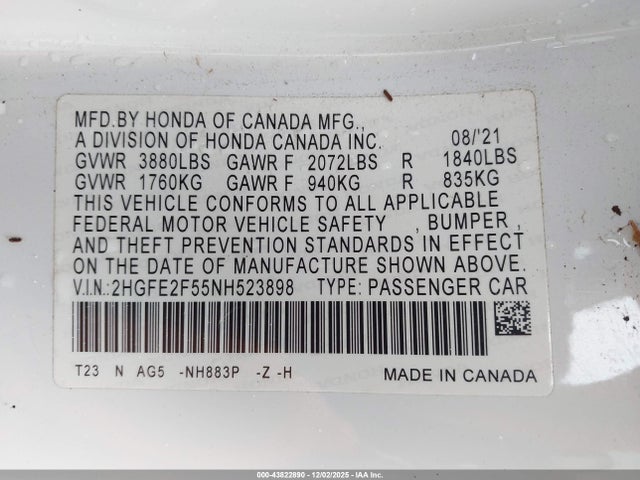 MFD.BY HONDA OF CANADA MFG.,
A DIVISION OF HONDA CANADA INC. 08/'21
GVWR 3880LBS GAWR F 2072LBS R 1840LBS
GVWR 1760KG GAWR F 940KG R 835KG
THIS VEHICLE CONFORMS TO ALL APPLICABLE
FEDERAL MOTOR VEHICLE SAFETY , BUMPER ,
AND THEFT PREVENTION STANDARDS IN EFFECT
ON THE DATE OF MANUFACTURE SHOWN ABOVE.
V.I.N.:2HGFE2F55NH523898 TYPE: PASSENGER CAR
T23 N AG5 -NH883P -Z -H MADE IN CANADA
000-43822890 - 12/02/2025 - IAA Inc.